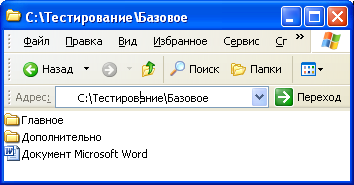 C:\Тестирование\Базовое
Файл Правка Вид Избранное Сервис Сг »
Назад Поиск Папки
Адрес: C:\Тестирование\Базовое Переход
Главное
Дополнительно
Документ Microsoft Word